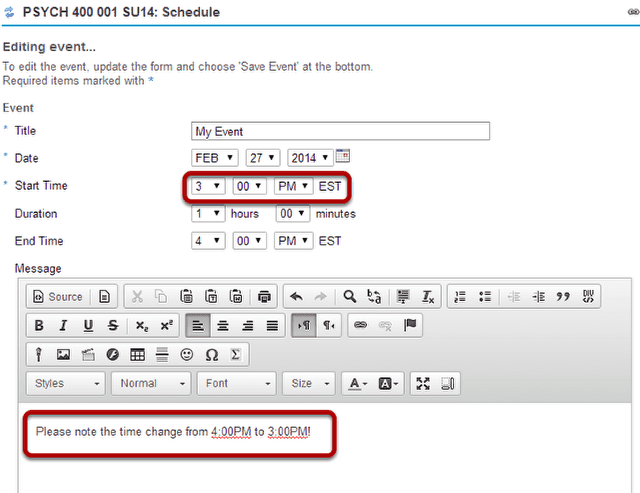 PSYCH 400 001 SU14: Schedule
Editing event...
To edit the event, update the form and choose 'Save Event' at the bottom.
Required items marked with *
Event
* Title My Event
* Date FEB 27 2014
* Start Time 3 00 PM EST
Duration 1 hours 00 minutes
End Time 4 00 PM EST
Message
Source
B I U S x₂ x² ¶ ¶
Ω Σ
Styles Normal Font Size A A
Please note the time change from 4:00PM to 3:00PM!